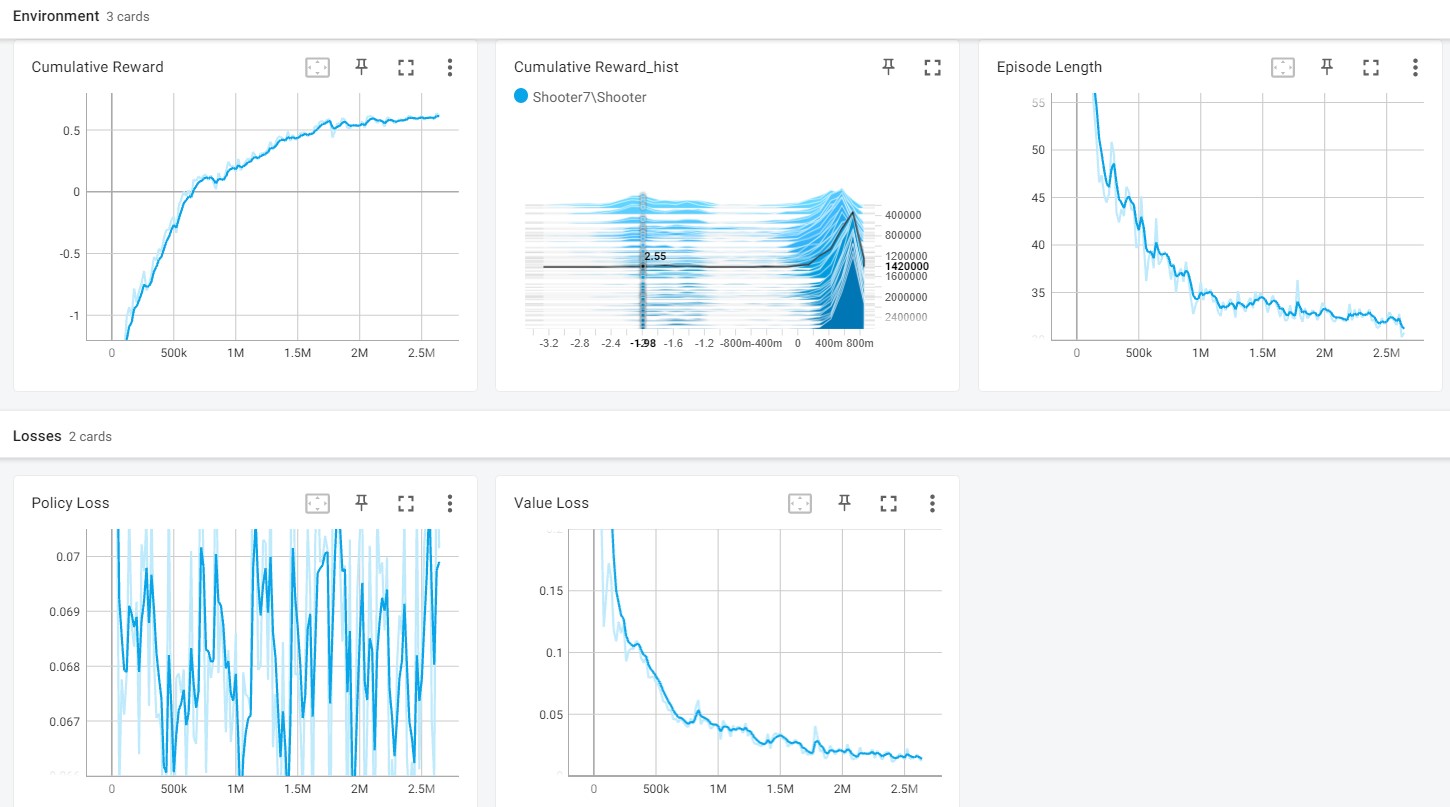 Environment 3 cards
Cumulative Reward
0.5
0
-0.5
-1
0 500k 1M 1.5M 2M 2.5M
Cumulative Reward_hist
Shooter7\Shooter
2.55
400000
800000
1200000
1420000
1600000
2000000
2400000
-3.2 -2.8 -2.4 -1.98 -1.6 -1.2 -800m -400m 0 400m 800m
Episode Length
55
50
45
40
35
30
0 500k 1M 1.5M 2M 2.5M
Losses 2 cards
Policy Loss
0.07
0.069
0.068
0.067
0 500k 1M 1.5M 2M 2.5M
Value Loss
0.15
0.1
0.05
0
0 500k 1M 1.5M 2M 2.5M